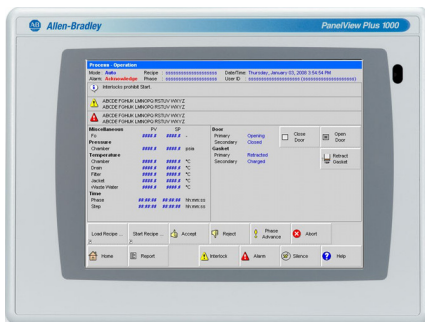 AB Allen-Bradley PanelView Plus 1000
Process - Operation
Mode: Auto Recipe Date/Time Thursday, January 03, 2008 3:54:54 PM
Alarm: Acknowledge Phase User ID
Interlocks prohibit Start.
ABCDE FGHIJK LMNOPQ RSTUV WXYZ
ABCDE FGHIJK LMNOPQ RSTUV WXYZ
ABCDE FGHIJK LMNOPQ RSTUV WXYZ
ABCDE FGHIJK LMNOPQ RSTUV WXYZ
Miscellaneous PV SP Door
Fo ####.# ####.# - Primary Opening Close Door Open Door
Pressure Secondary Closed
Chamber ####.# ####.# psia Gasket
Temperature Primary Retracted Retract Gasket
Chamber ####.# ####.# °C Secondary Charged
Drain ####.# ####.# °C
Filter ####.# ####.# °C
Jacket ####.# ####.# °C
Waste Water ####.# ####.# °C
Time
Phase ##:##:## ##:##:## hh:mm:ss
Step ##:##:## ##:##:## hh:mm:ss
Load Recipe ... > Start Recipe ... > Accept Reject Phase Advance Abort
Home Report Interlock Alarm Silence Help